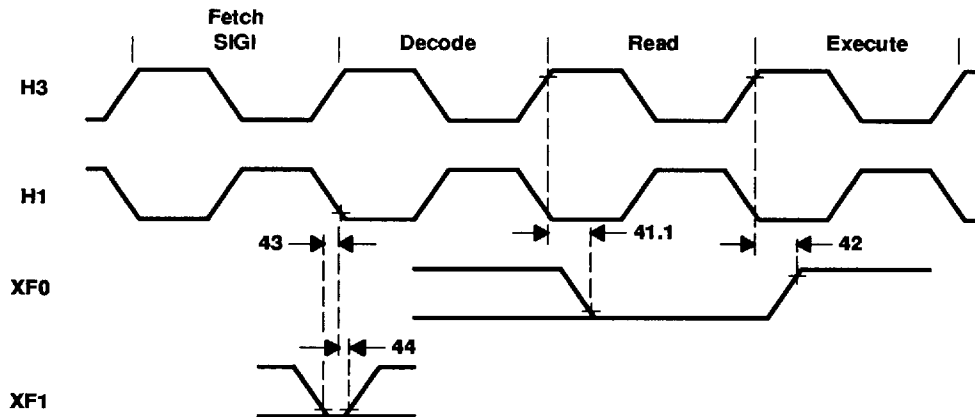 Fetch
SIGI
Decode
Read
Execute
H3
H1
43
41.1
42
XF0
44
XF1